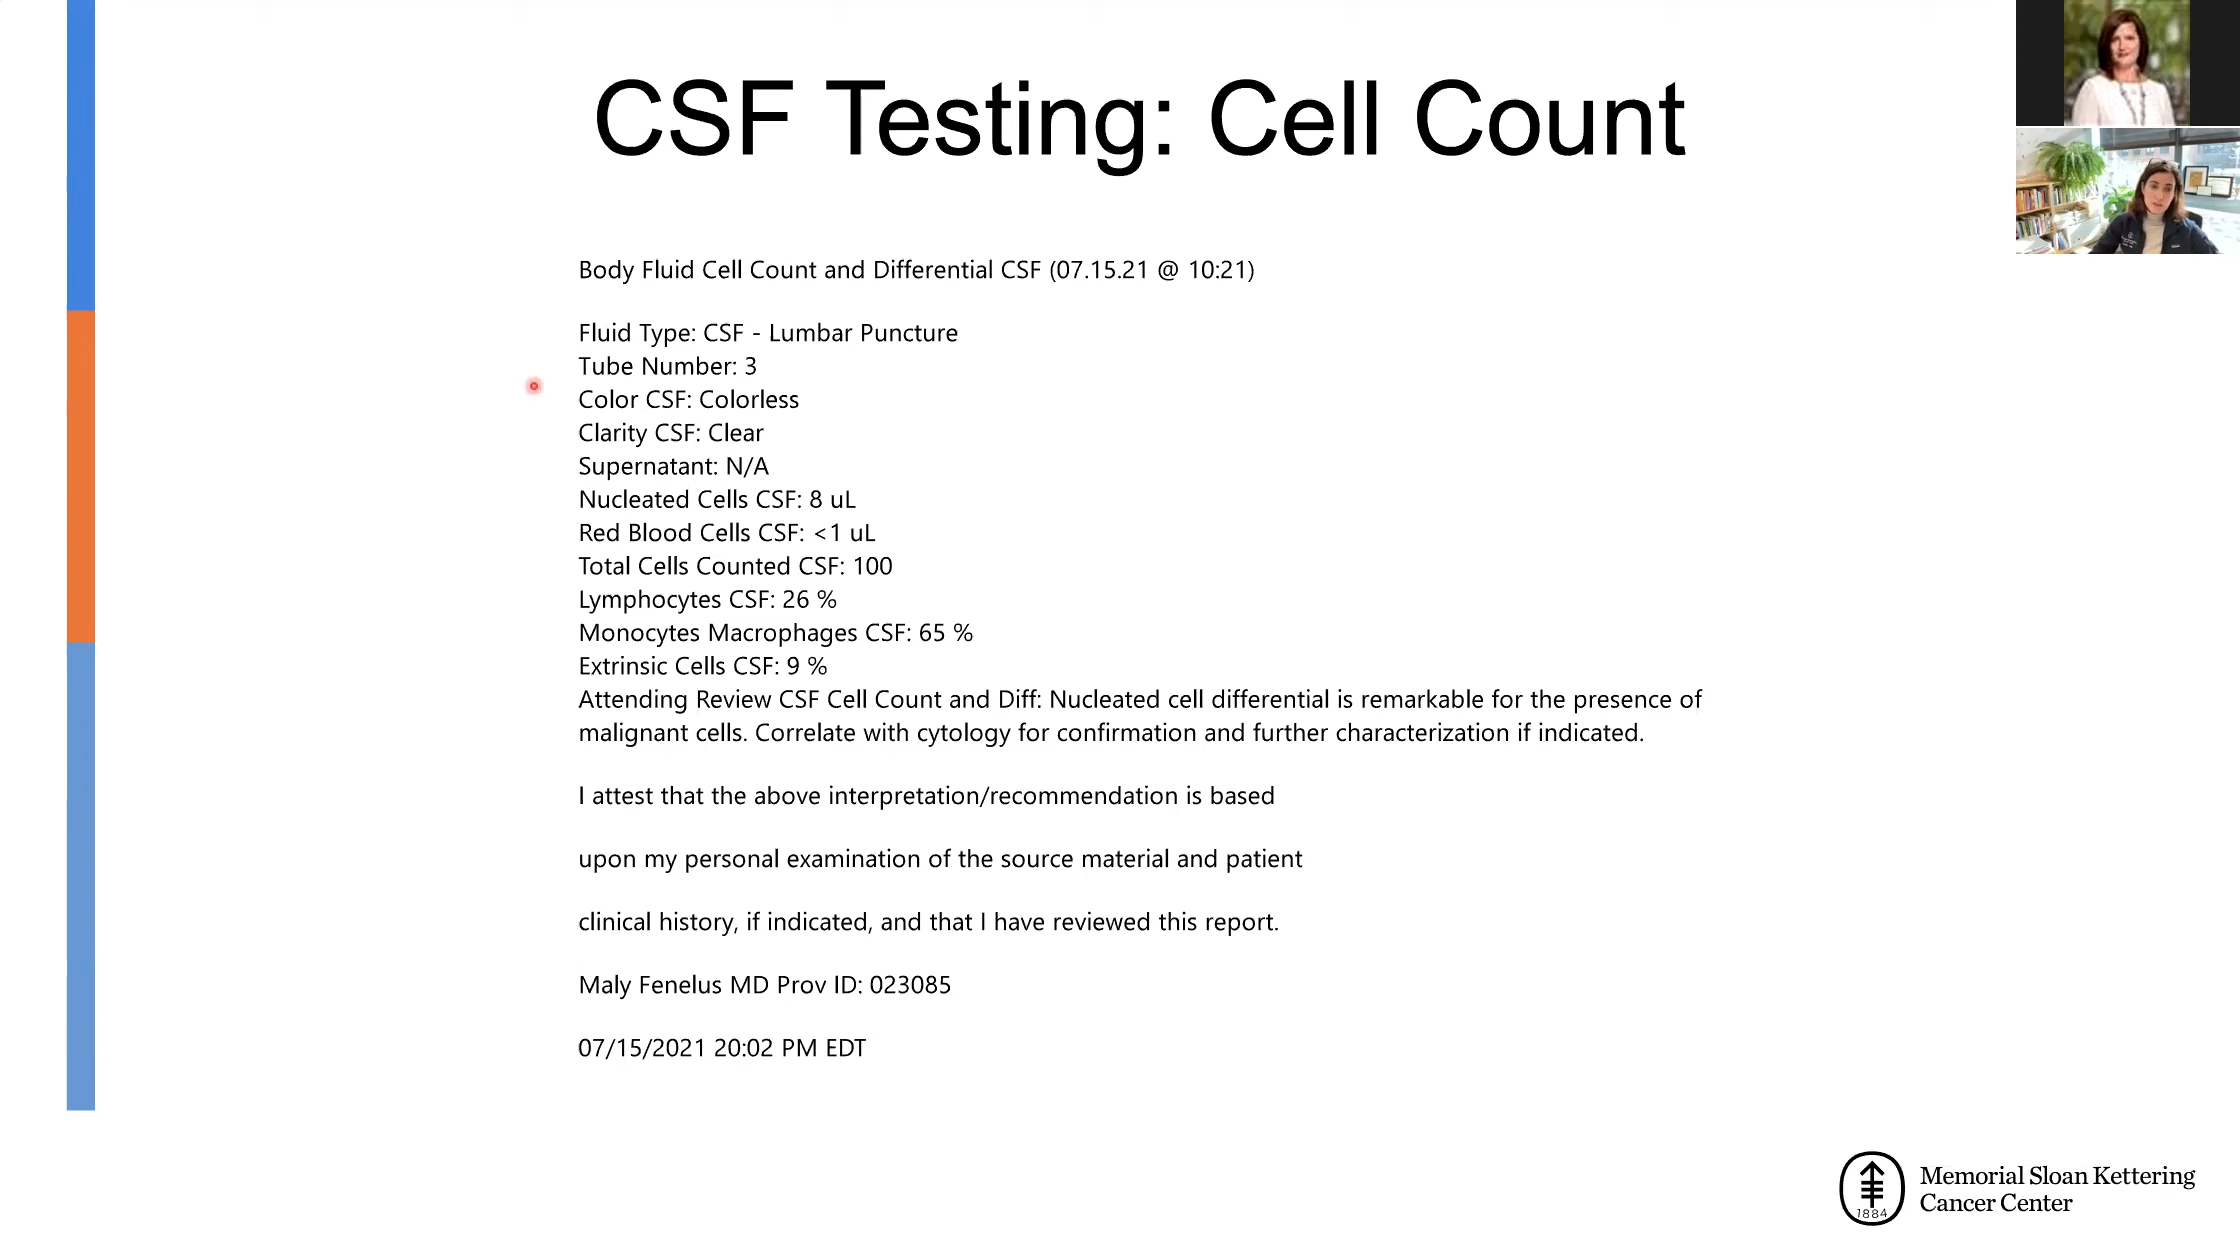 CSF Testing: Cell Count
Body Fluid Cell Count and Differential CSF (07.15.21 @ 10:21)
Fluid Type: CSF - Lumbar Puncture
Tube Number: 3
Color CSF: Colorless
Clarity CSF: Clear
Supernatant: N/A
Nucleated Cells CSF: 8 uL
Red Blood Cells CSF: <1 uL
Total Cells Counted CSF: 100
Lymphocytes CSF: 26 %
Monocytes Macrophages CSF: 65 %
Extrinsic Cells CSF: 9 %
Attending Review CSF Cell Count and Diff: Nucleated cell differential is remarkable for the presence of
malignant cells. Correlate with cytology for confirmation and further characterization if indicated.
I attest that the above interpretation/recommendation is based
upon my personal examination of the source material and patient
clinical history, if indicated, and that I have reviewed this report.
Maly Fenelus MD Prov ID: 023085
07/15/2021 20:02 PM EDT
1884
Memorial Sloan Kettering
Cancer Center